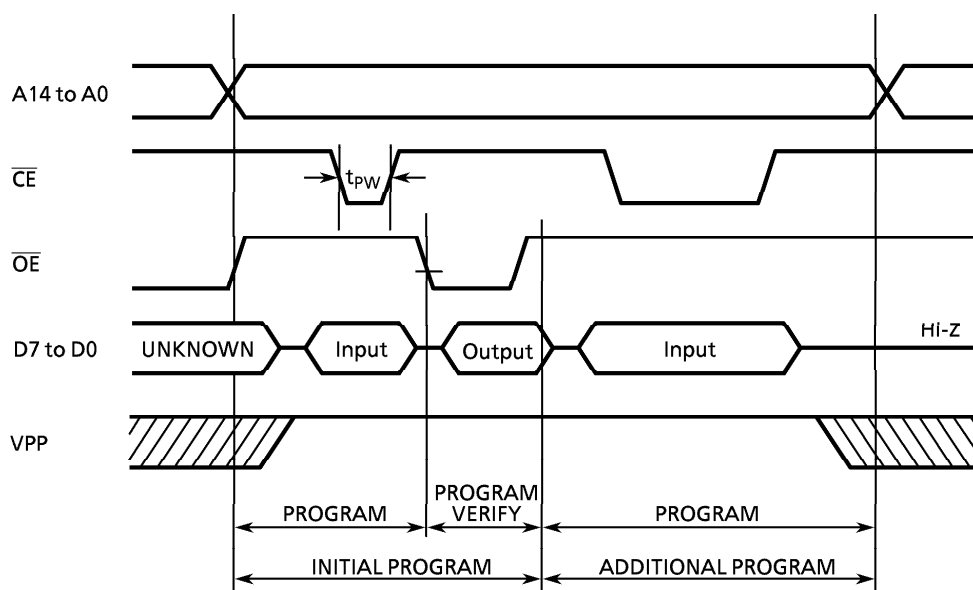 A14 to A0
CE
tPW
OE
D7 to D0
UNKNOWN
Input
Output
Input
Hi-Z
VPP
PROGRAM
PROGRAM
VERIFY
PROGRAM
INITIAL PROGRAM
ADDITIONAL PROGRAM